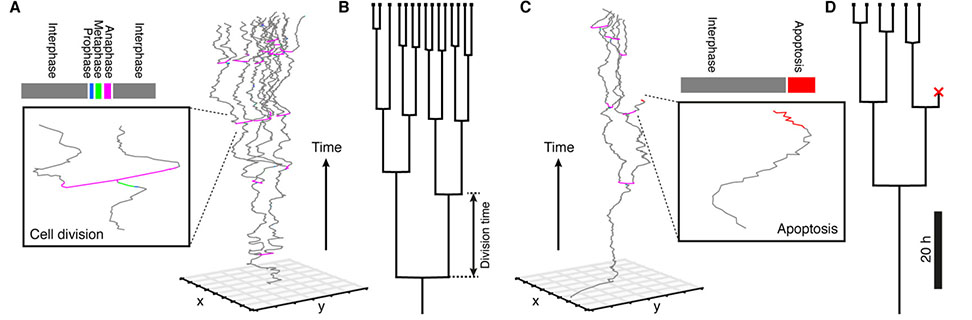 A
Interphase
Prophase
Metaphase
Anaphase
Interphase
Cell division
Time
x
y
B
Division time
C
Time
x
y
Interphase
Apoptosis
Apoptosis
D
20 h